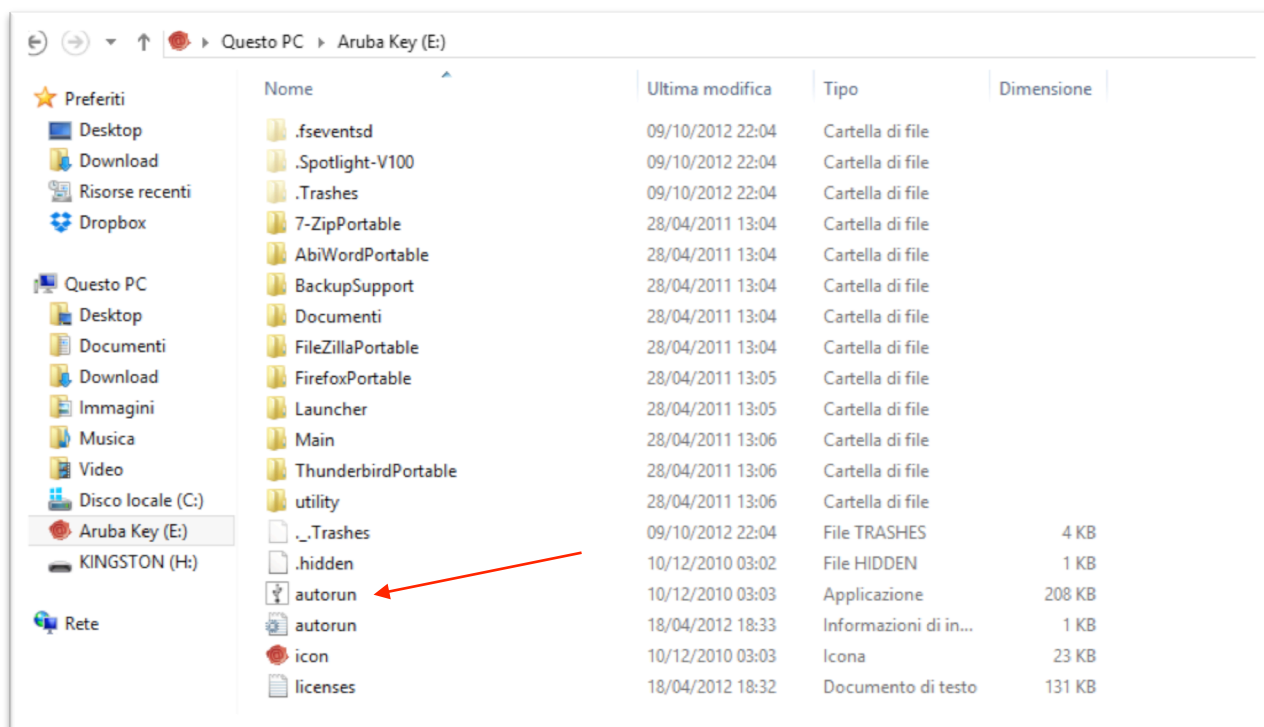 Questo PC Aruba Key (E:)
Preferiti
Desktop
Download
Risorse recenti
Dropbox
Questo PC
Desktop
Documenti
Download
Immagini
Musica
Video
Disco locale (C:)
Aruba Key (E:)
KINGSTON (H:)
Rete
Nome Ultima modifica Tipo Dimensione
.fseventsd 09/10/2012 22:04 Cartella di file
.Spotlight-V100 09/10/2012 22:04 Cartella di file
.Trashes 09/10/2012 22:04 Cartella di file
7-ZipPortable 28/04/2011 13:04 Cartella di file
AbiWordPortable 28/04/2011 13:04 Cartella di file
BackupSupport 28/04/2011 13:04 Cartella di file
Documenti 28/04/2011 13:04 Cartella di file
FileZillaPortable 28/04/2011 13:04 Cartella di file
FirefoxPortable 28/04/2011 13:05 Cartella di file
Launcher 28/04/2011 13:05 Cartella di file
Main 28/04/2011 13:06 Cartella di file
ThunderbirdPortable 28/04/2011 13:06 Cartella di file
utility 28/04/2011 13:06 Cartella di file
._.Trashes 09/10/2012 22:04 File TRASHES 4 KB
.hidden 10/12/2010 03:02 File HIDDEN 1 KB
autorun 10/12/2010 03:03 Applicazione 208 KB
autorun 18/04/2012 18:33 Informazioni di in... 1 KB
icon 10/12/2010 03:03 Icona 23 KB
licenses 18/04/2012 18:32 Documento di testo 131 KB